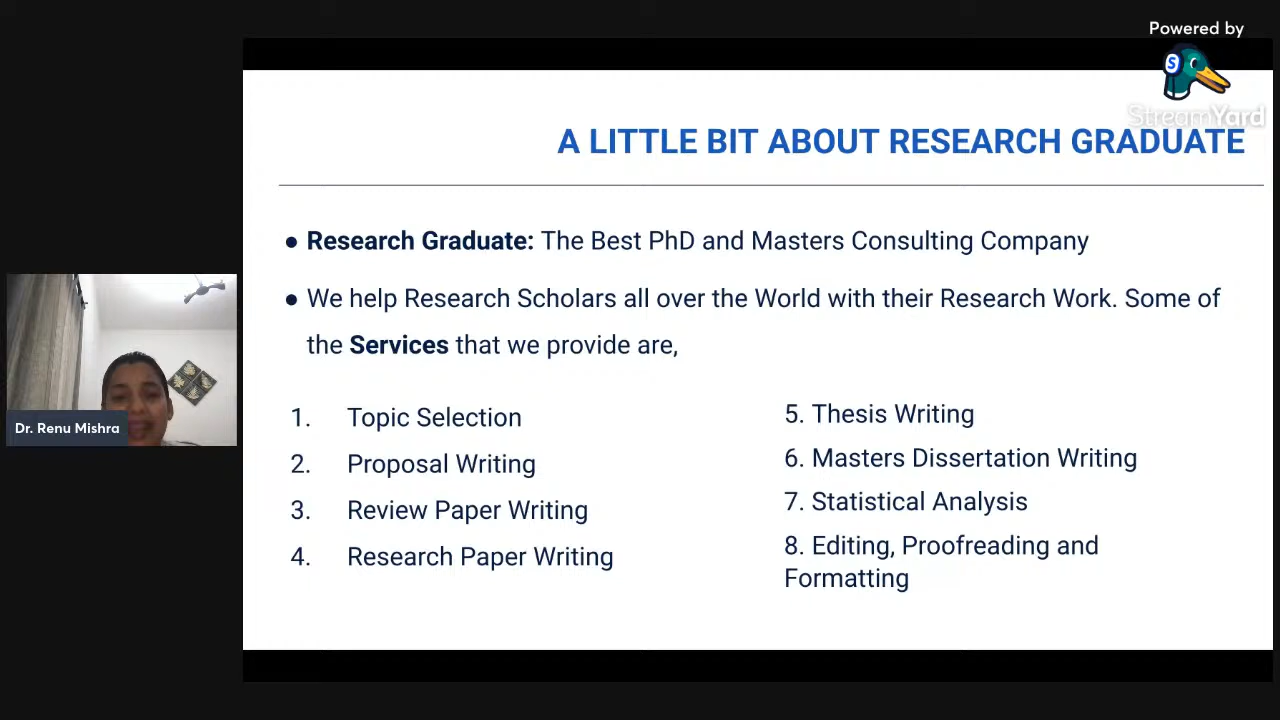 Powered by
StreamYard
A LITTLE BIT ABOUT RESEARCH GRADUATE
● Research Graduate: The Best PhD and Masters Consulting Company
● We help Research Scholars all over the World with their Research Work. Some of
the Services that we provide are,
1. Topic Selection
2. Proposal Writing
3. Review Paper Writing
4. Research Paper Writing
5. Thesis Writing
6. Masters Dissertation Writing
7. Statistical Analysis
8. Editing, Proofreading and
Formatting
Dr. Renu Mishra